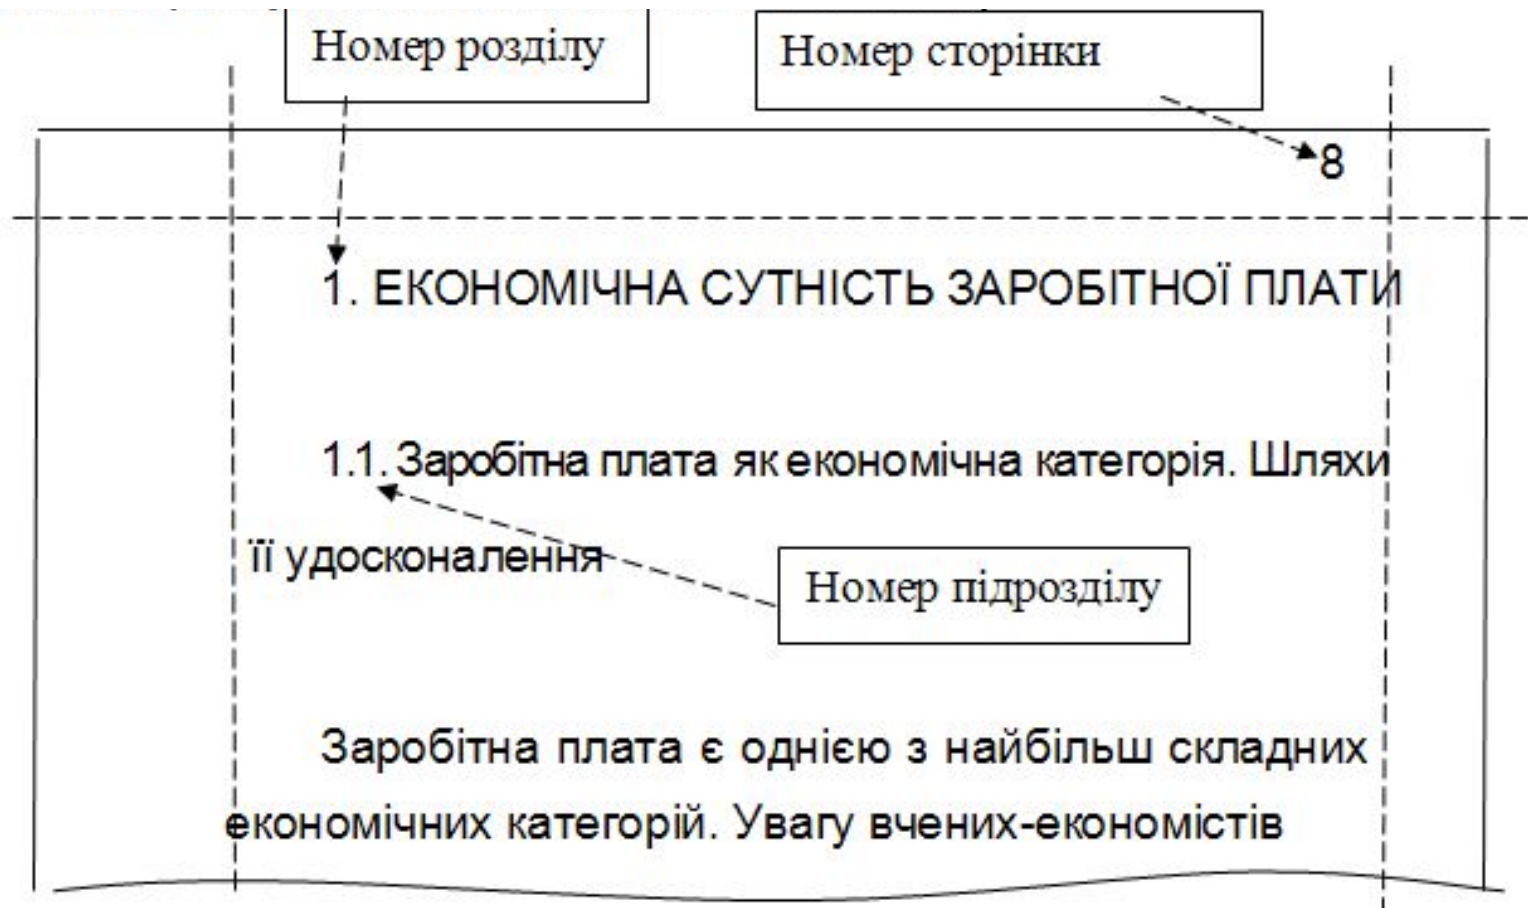 Номер розділу
Номер сторінки
8
1. ЕКОНОМІЧНА СУТНІСТЬ ЗАРОБІТНОЇ ПЛАТИ
1.1. Заробітна плата як економічна категорія. Шляхи
її удосконалення
Номер підрозділу
Заробітна плата є однією з найбільш складних
економічних категорій. Увагу вчених-економістів